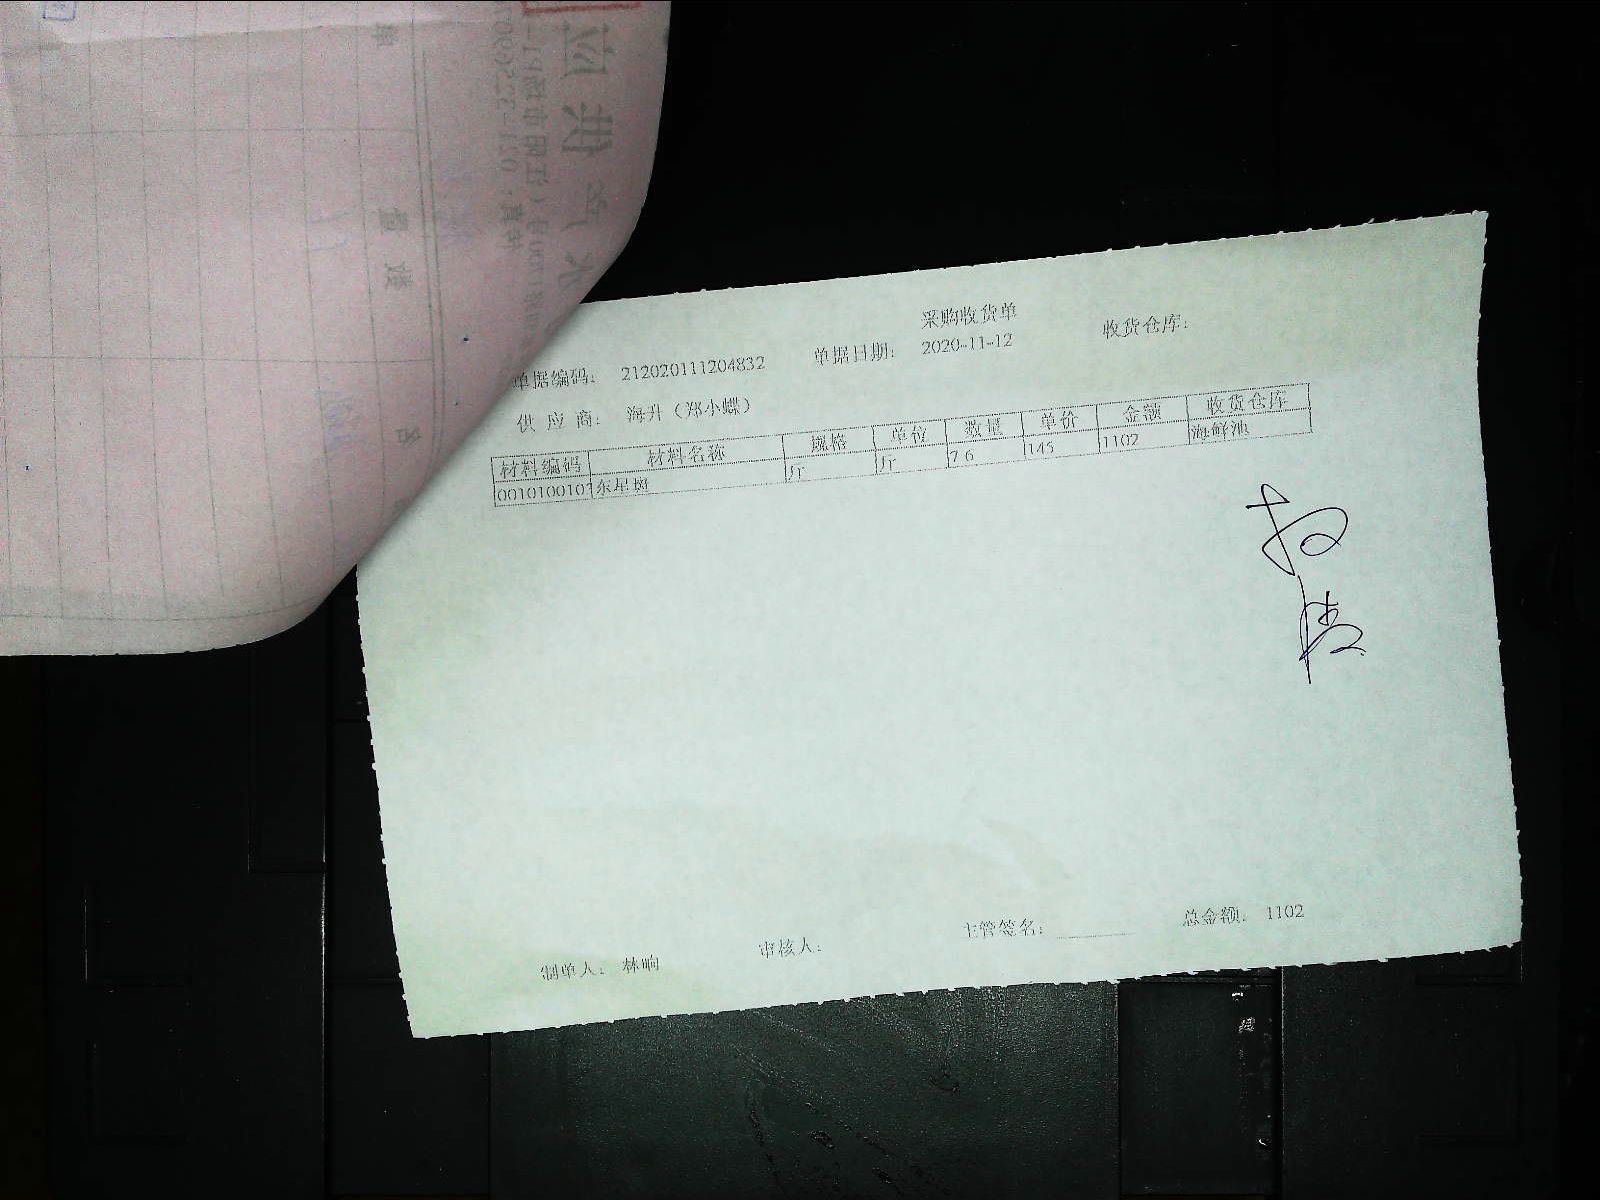 采购收货单
单据编码: 212020111204832 单据日期: 2020-11-12 收货仓库:
供应商: 海升（郑小蝶）
材料编码 材料名称 规格 单位 数量 单价 金额 收货仓库
0010100107 东星斑 斤 斤 7.6 145 1102 海鲜池
制单人: 林响 审核人: 主管签名: 总金额: 1102